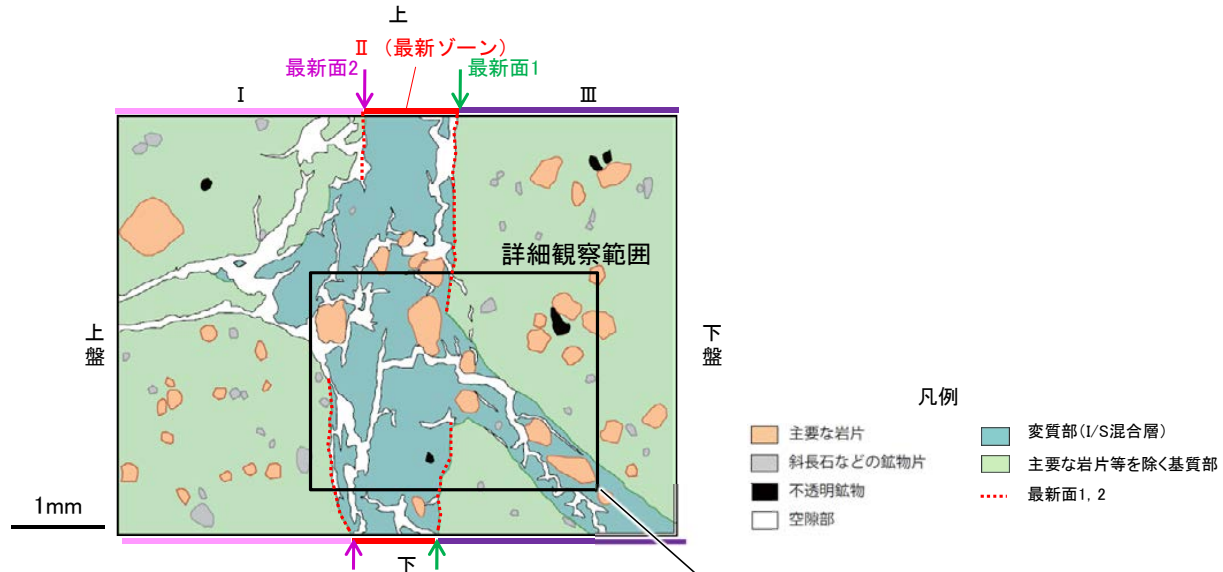 上
Ⅱ （最新ゾーン）
最新面2
最新面1
Ⅰ
Ⅲ
詳細観察範囲
上盤
下盤
1mm
下
凡例
主要な岩片
斜長石などの鉱物片
不透明鉱物
空隙部
変質部(I/S混合層)
主要な岩片等を除く基質部
最新面1, 2